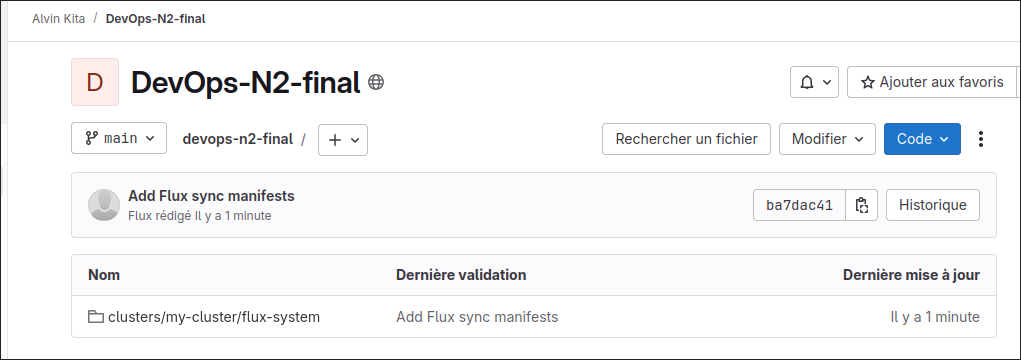 Alvin Kita / DevOps-N2-final
D DevOps-N2-final
Ajouter aux favoris
main devops-n2-final / + Rechercher un fichier Modifier Code
Add Flux sync manifests
Flux rédigé Il y a 1 minute
ba7dac41 Historique
Nom Dernière validation Dernière mise à jour
clusters/my-cluster/flux-system Add Flux sync manifests Il y a 1 minute